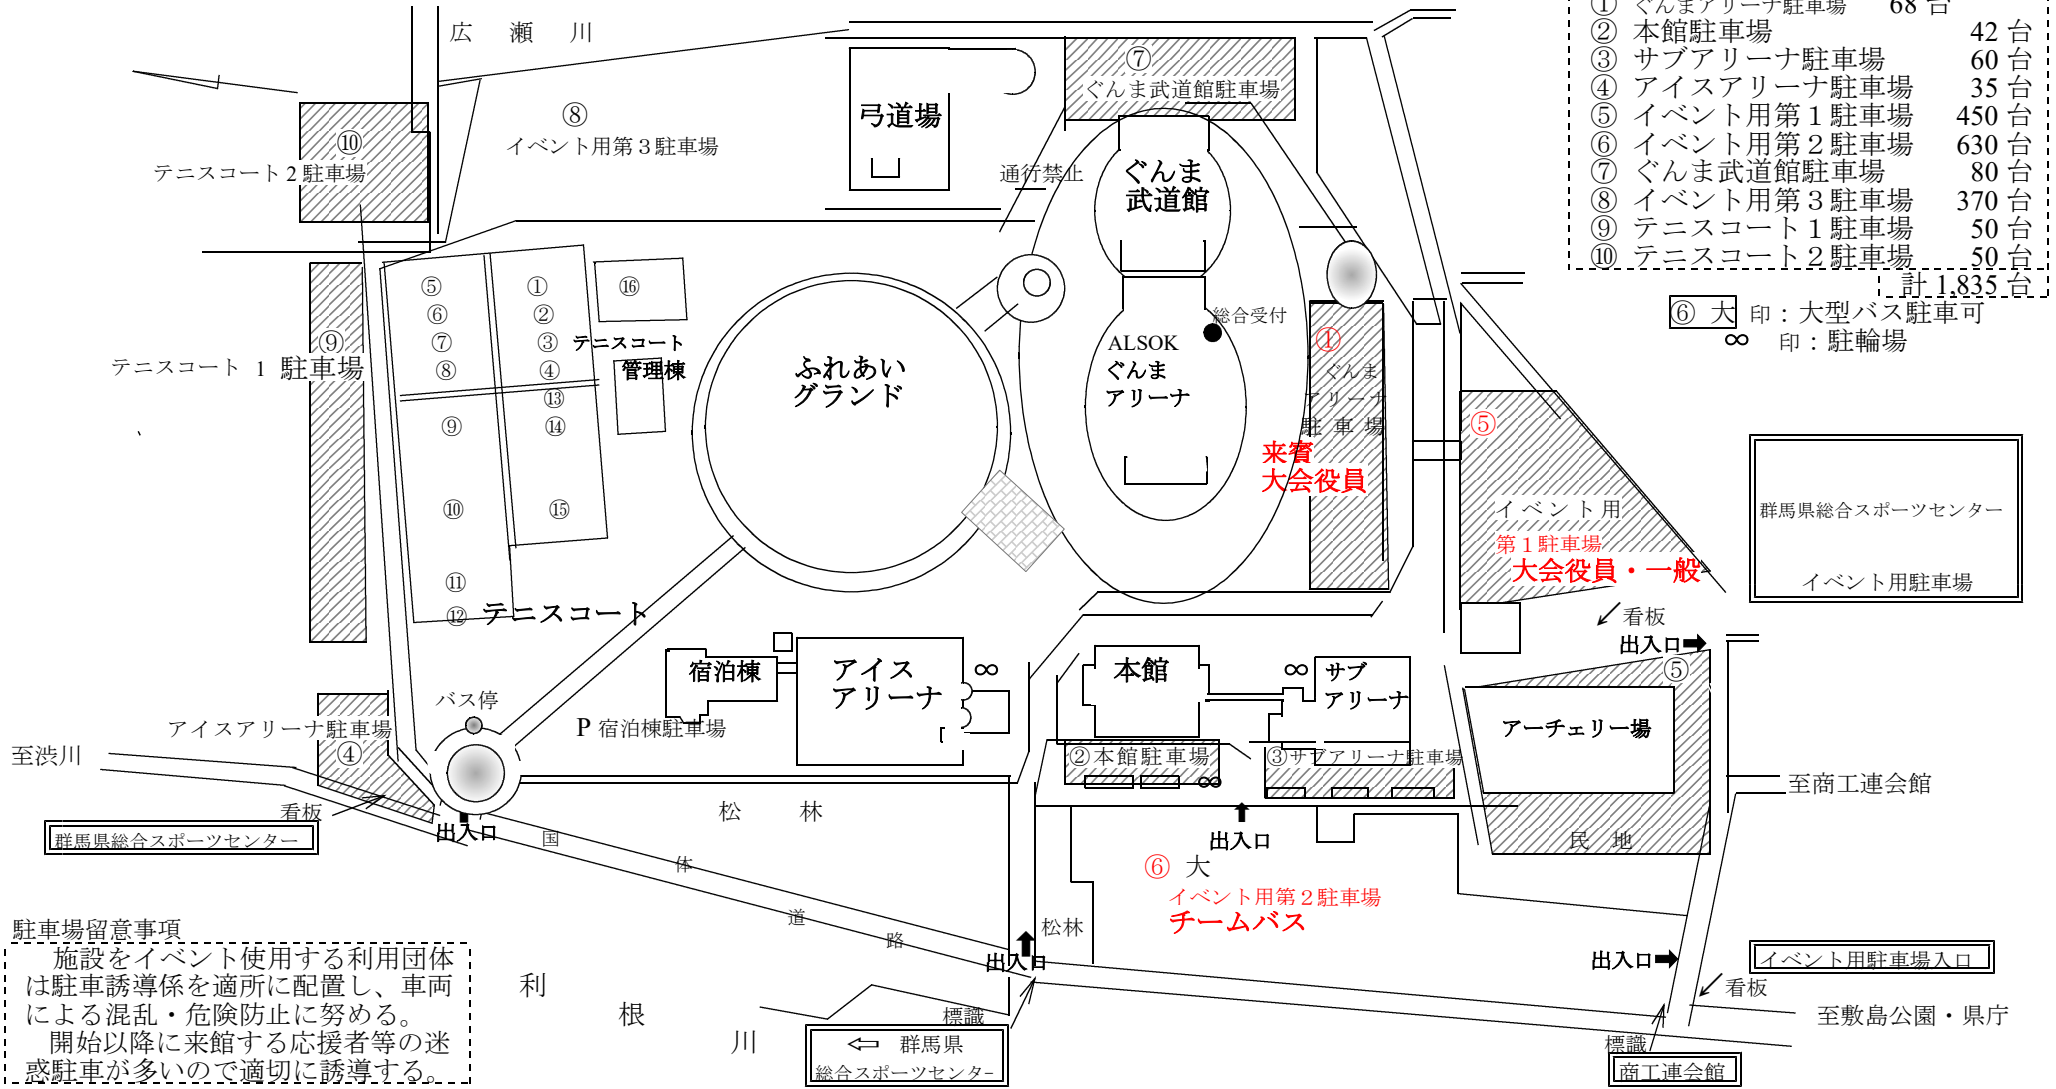 ① ぐんまアリーナ駐車場 68 台
② 本館駐車場 42 台
③ サブアリーナ駐車場 60 台
④ アイスアリーナ駐車場 35 台
⑤ イベント用第１駐車場 450 台
⑥ イベント用第２駐車場 630 台
⑦ ぐんま武道館駐車場 80 台
⑧ イベント用第３駐車場 370 台
⑨ テニスコート１駐車場 50 台
⑩ テニスコート２駐車場 50 台
計 1,835 台
⑥ 大 印：大型バス駐車可
∞ 印：駐輪場
広 瀬 川
⑦
ぐんま武道館駐車場
⑧
イベント用第３駐車場
弓道場
⑩
テニスコート２駐車場
通行禁止
ぐんま
武道館
⑤ ① ⑯
⑥ ②
⑦ ③
⑧ ④
⑬
⑨ ⑭
⑩ ⑮
⑪
⑫
テニスコート
テニスコート
管理棟
⑨
テニスコート 1 駐車場
ふれあい
グランド
総合受付
ALSOK
ぐんま
アリーナ
①
ぐんま
アリーナ
駐車場
来賓
大会役員
⑤
イベント用
第１駐車場
大会役員・一般
群馬県総合スポーツセンター
イベント用駐車場
看板
出入口
⑤
アーチェリー場
民 地
宿泊棟
アイス
アリーナ
∞
本館
∞
サブ
アリーナ
バス停
P 宿泊棟駐車場
アイスアリーナ駐車場
④
②本館駐車場
∞
③サブアリーナ駐車場
至渋川
至商工連会館
看板
群馬県総合スポーツセンター
出入口
松 林
国 体 道 路
出入口
⑥ 大
イベント用第２駐車場
チームバス
松林
出入口
出入口
イベント用駐車場入口
看板
至敷島公園・県庁
駐車場留意事項
施設をイベント使用する利用団体
は駐車誘導係を適所に配置し、車両
による混乱・危険防止に努める。
開始以降に来館する応援者等の迷
惑駐車が多いので適切に誘導する。
利 根 川
標識
群馬県
総合スポーツセンター
標識
商工連会館